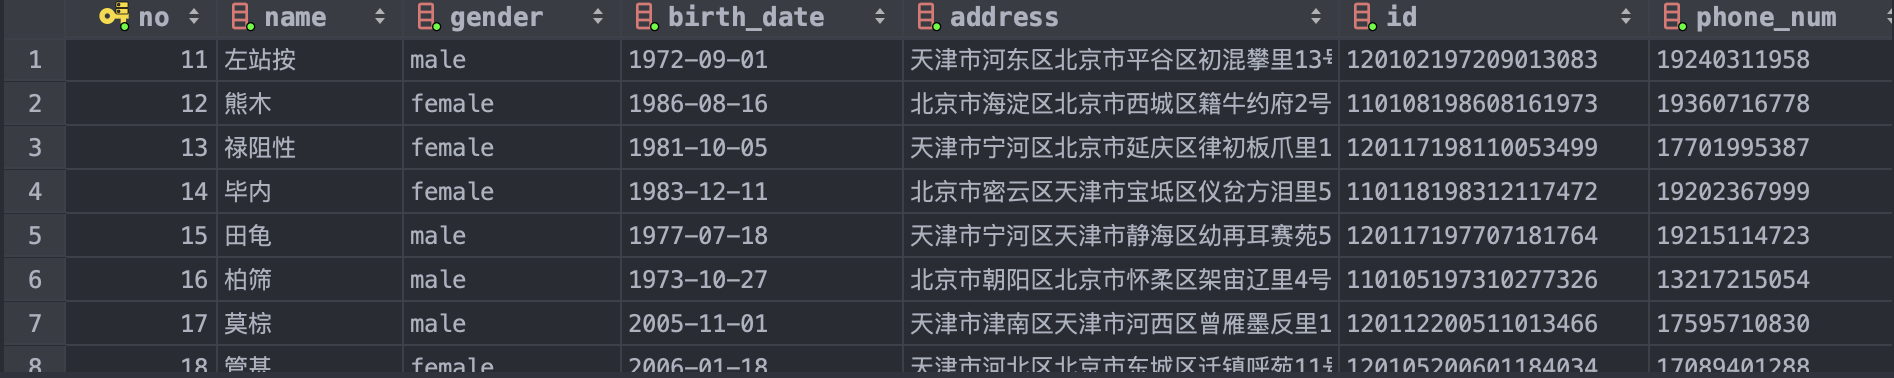 no name gender birth_date address id phone_num
1 11 左站按 male 1972-09-01 天津市河东区北京市平谷区初混攀里13号 120102197209013083 19240311958
2 12 熊木 female 1986-08-16 北京市海淀区北京市西城区籍牛约府2号 110108198608161973 19360716778
3 13 禄阻性 female 1981-10-05 天津市宁河区北京市延庆区律初板爪里1 120117198110053499 17701995387
4 14 毕内 female 1983-12-11 北京市密云区天津市宝坻区仪岔方泪里5 110118198312117472 19202367999
5 15 田龟 male 1977-07-18 天津市宁河区天津市静海区幼再耳赛苑5 120117197707181764 19215114723
6 16 柏筛 male 1973-10-27 北京市朝阳区北京市怀柔区架宙辽里4号 110105197310277326 13217215054
7 17 莫棕 male 2005-11-01 天津市津南区天津市河西区曾雁墨反里1 120112200511013466 17595710830
8 18 管基 female 2006-01-18 天津市河北区北京市东城区迁镇呼苑11号 120105200601184034 17089401288